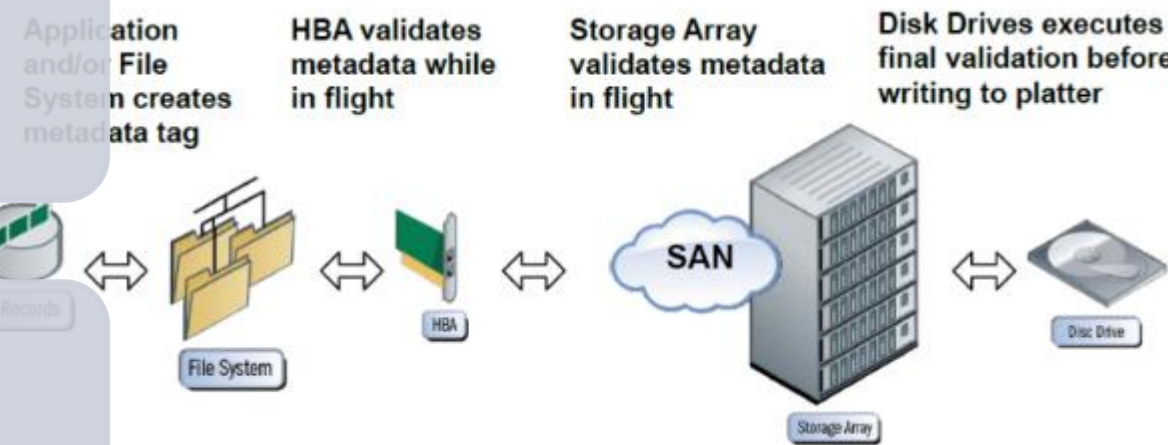 Application
and/or File
System creates
metadata tag
HBA validates
metadata while
in flight
Storage Array
validates metadata
in flight
Disk Drives executes
final validation before
writing to platter
SAN
Records
HBA
File System
Disc Drive
Storage Array